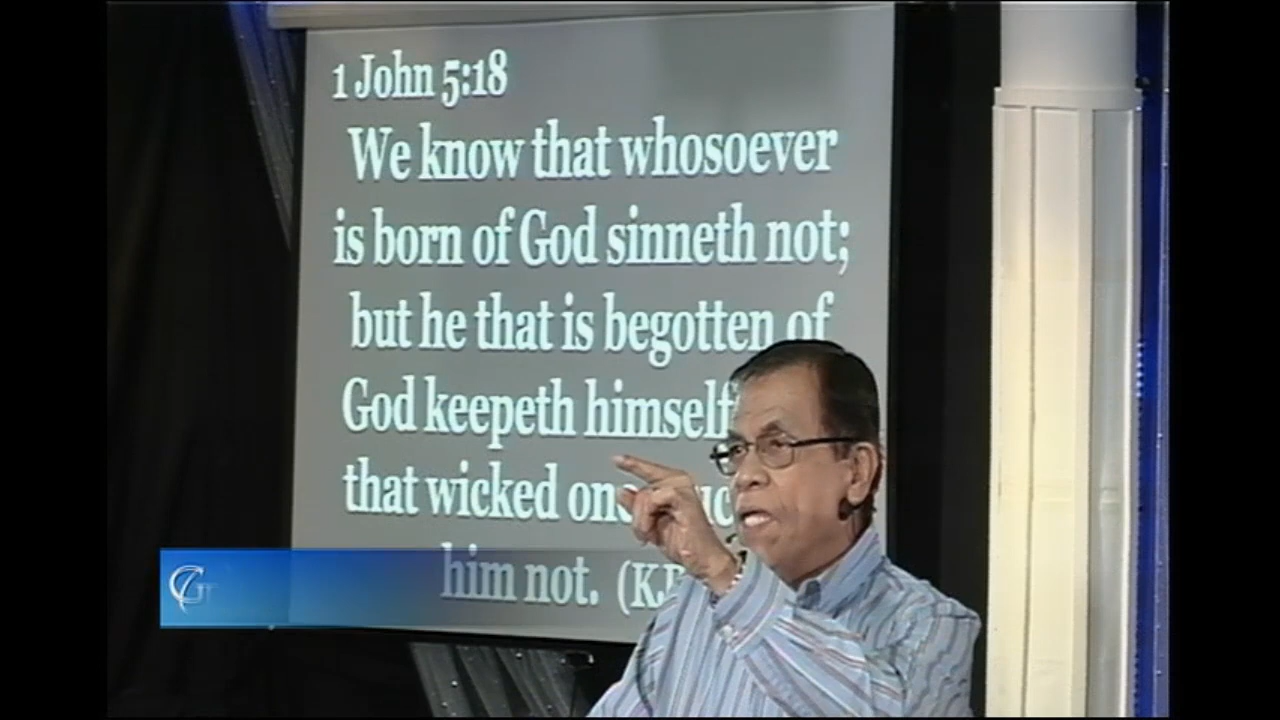 1 John 5:18
We know that whosoever
is born of God sinneth not;
but he that is begotten of
God keepeth himself
that wicked
him not.